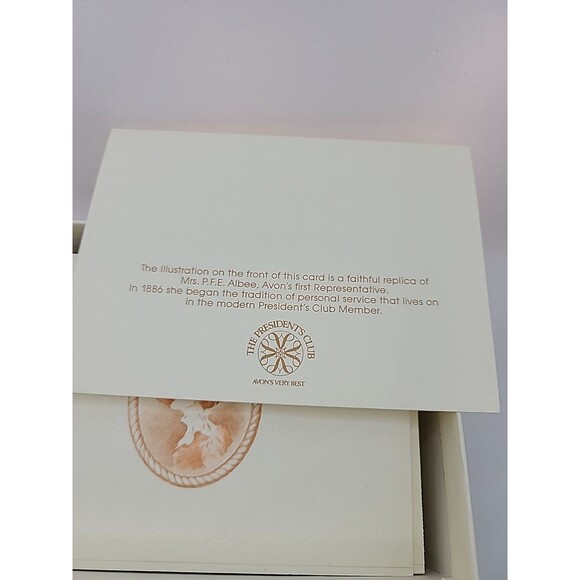 The illustration on the front of this card is a faithful replica of
Mrs. P.F.E. Albee, Avon's first Representative.
In 1886 she began the tradition of personal service that lives on
in the modern President's Club Member.
THE PRESIDENT'S CLUB
AVON'S VERY BEST